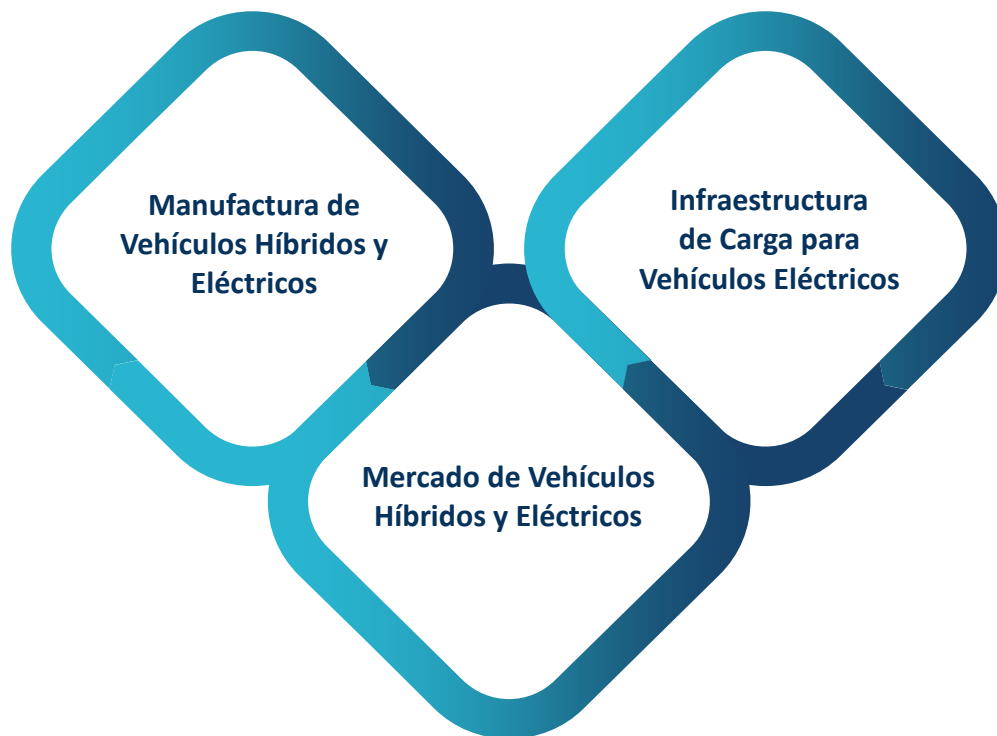 Manufactura de
Vehículos Híbridos y
Eléctricos
Infraestructura
de Carga para
Vehículos Eléctricos
Mercado de Vehículos
Híbridos y Eléctricos